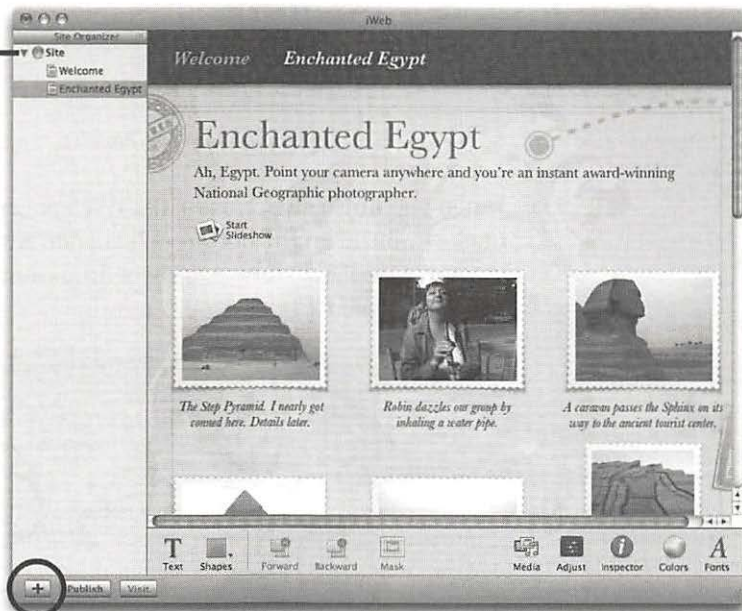 iWeb
Site Organizer
Site
Welcome
Enchanted Egypt
Welcome Enchanted Egypt
Enchanted Egypt
Ah, Egypt. Point your camera anywhere and you're an instant award-winning
National Geographic photographer.
Start
Slideshow
The Step Pyramid. I nearly got
conned here. Details later.
Robin dazzles our group by
inhaling a water pipe.
A caravan passes the Sphinx on its
way to the ancient tourist center.
T
Text Shapes Forward Backward Mask Media Adjust Inspector Colors Fonts
+ Publish Visit